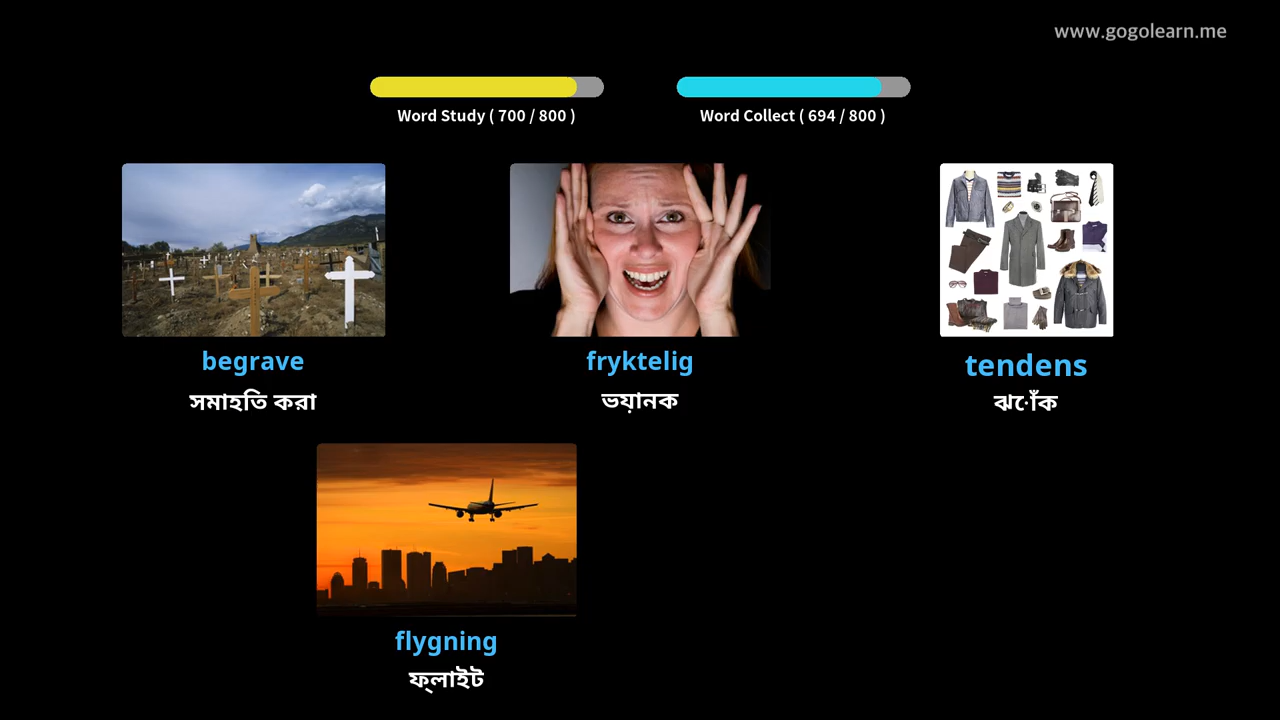 www.gogolearn.me
Word Study ( 700 / 800 )
Word Collect ( 694 / 800 )
begrave
সমাহিত করা
fryktelig
ভয়ানক
tendens
ঝোঁক
flygning
ফ্লাইট